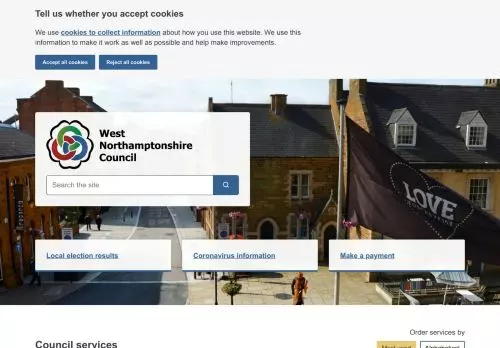 Tell us whether you accept cookies
We use cookies to collect information about how you use this website. We use this
information to make it work as well as possible and help make improvements.
Accept all cookies
Reject all cookies
West
Northamptonshire
Council
Search the site
LOVE
Local election results
Coronavirus information
Make a payment
Order services by
Council services